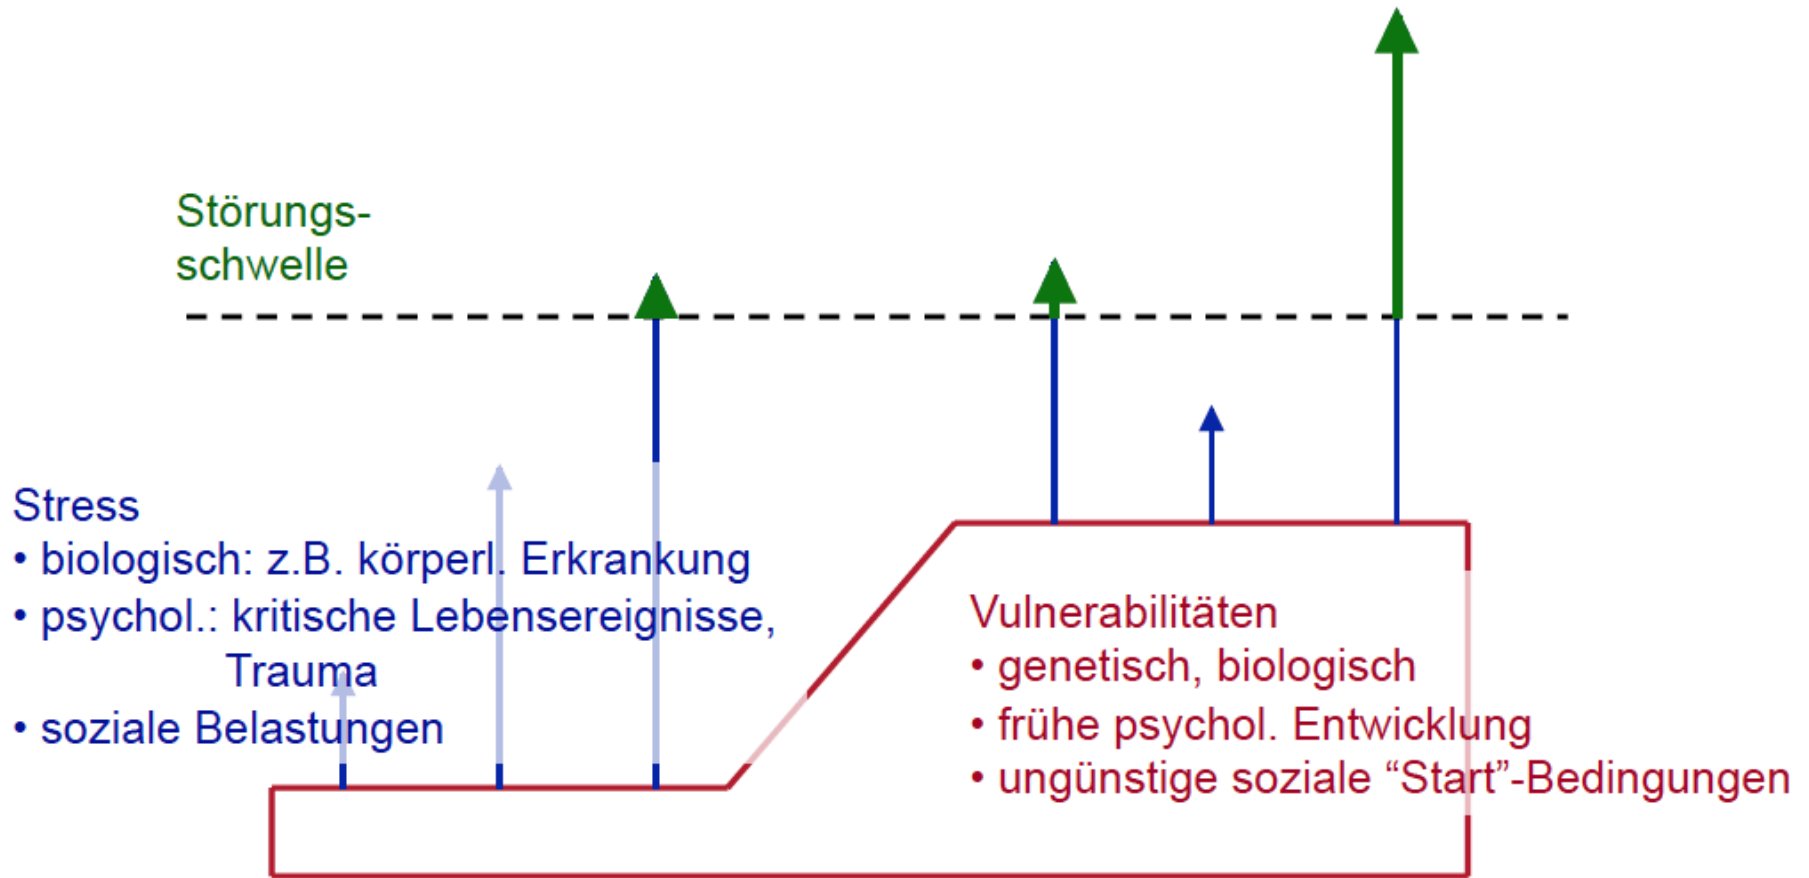 Störungs-
schwelle
Stress
• biologisch: z.B. körperl. Erkrankung
• psychol.: kritische Lebensereignisse,
Trauma
• soziale Belastungen
Vulnerabilitäten
• genetisch, biologisch
• frühe psychol. Entwicklung
• ungünstige soziale “Start”-Bedingungen